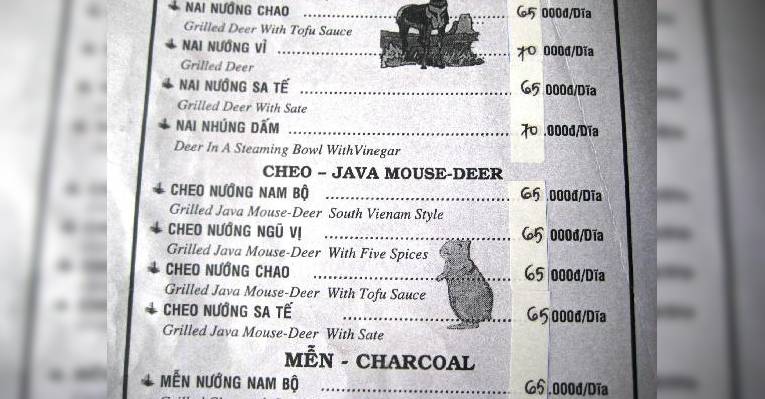 NAI NƯỚNG CHAO 65 000đ/Dĩa
Grilled Deer With Tofu Sauce
NAI NƯỚNG VỈ 70 000đ/Dĩa
Grilled Deer
NAI NƯỚNG SA TẾ 65 .000đ/Dĩa
Grilled Deer With Sate
NAI NHÚNG DẤM 70 .000đ/Dĩa
Deer In A Steaming Bowl WithVinegar
CHEO – JAVA MOUSE-DEER
CHEO NƯỚNG NAM BỘ 65 .000đ/Dĩa
Grilled Java Mouse-Deer South Vienam Style
CHEO NƯỚNG NGŨ VỊ 65 000đ/Dĩa
Grilled Java Mouse-Deer With Five Spices
CHEO NƯỚNG CHAO 65 000đ/Dĩa
Grilled Java Mouse-Deer With Tofu Sauce
CHEO NƯỚNG SA TẾ 65 000đ/Dĩa
Grilled Java Mouse-Deer With Sate
MỄN - CHARCOAL
MỄN NƯỚNG NAM BỘ 65 .000đ/Dĩa